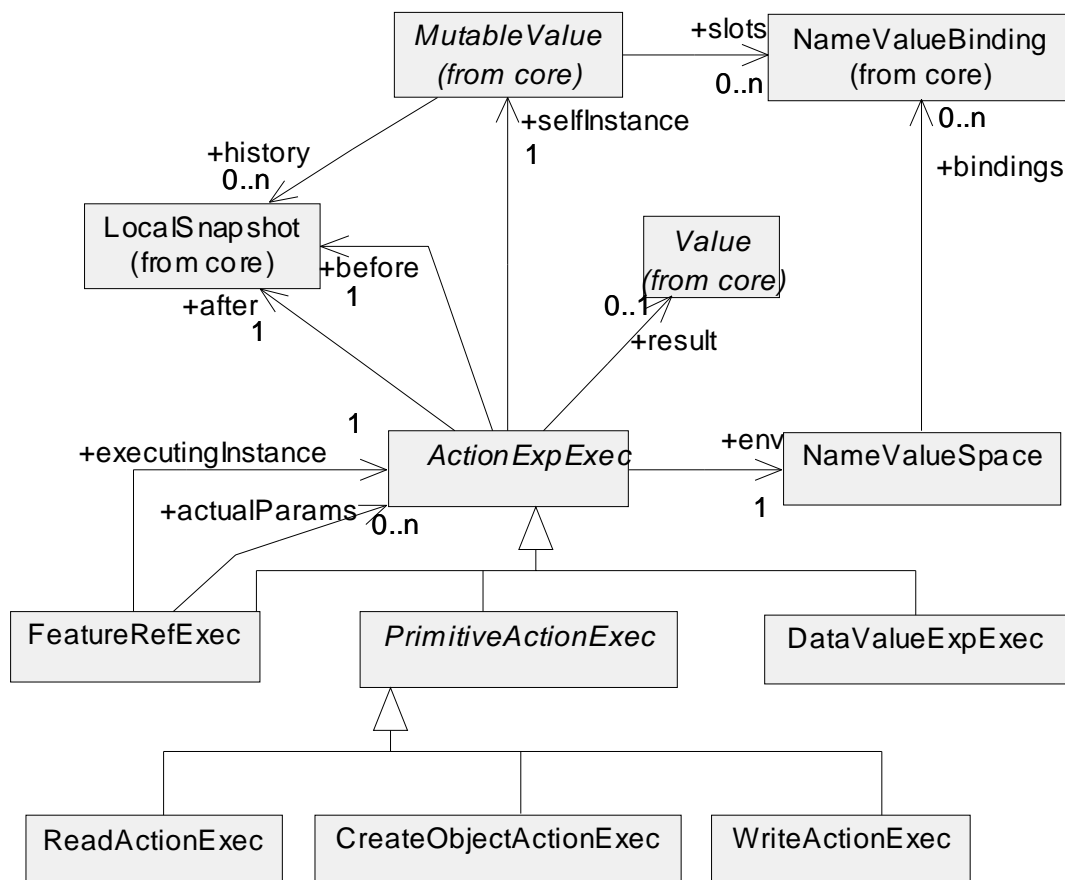 MutableValue
(from core)
+slots
0..n
NameValueBinding
(from core)
+selfInstance
1
0..n
+bindings
+history
0..n
LocalSnapshot
(from core)
+before
1
+after
1
Value
(from core)
0..1
+result
1
+executingInstance
ActionExpExec
+env
1
NameValueSpace
+actualParams
0..n
FeatureRefExec
PrimitiveActionExec
DataValueExpExec
ReadActionExec
CreateObjectActionExec
WriteActionExec